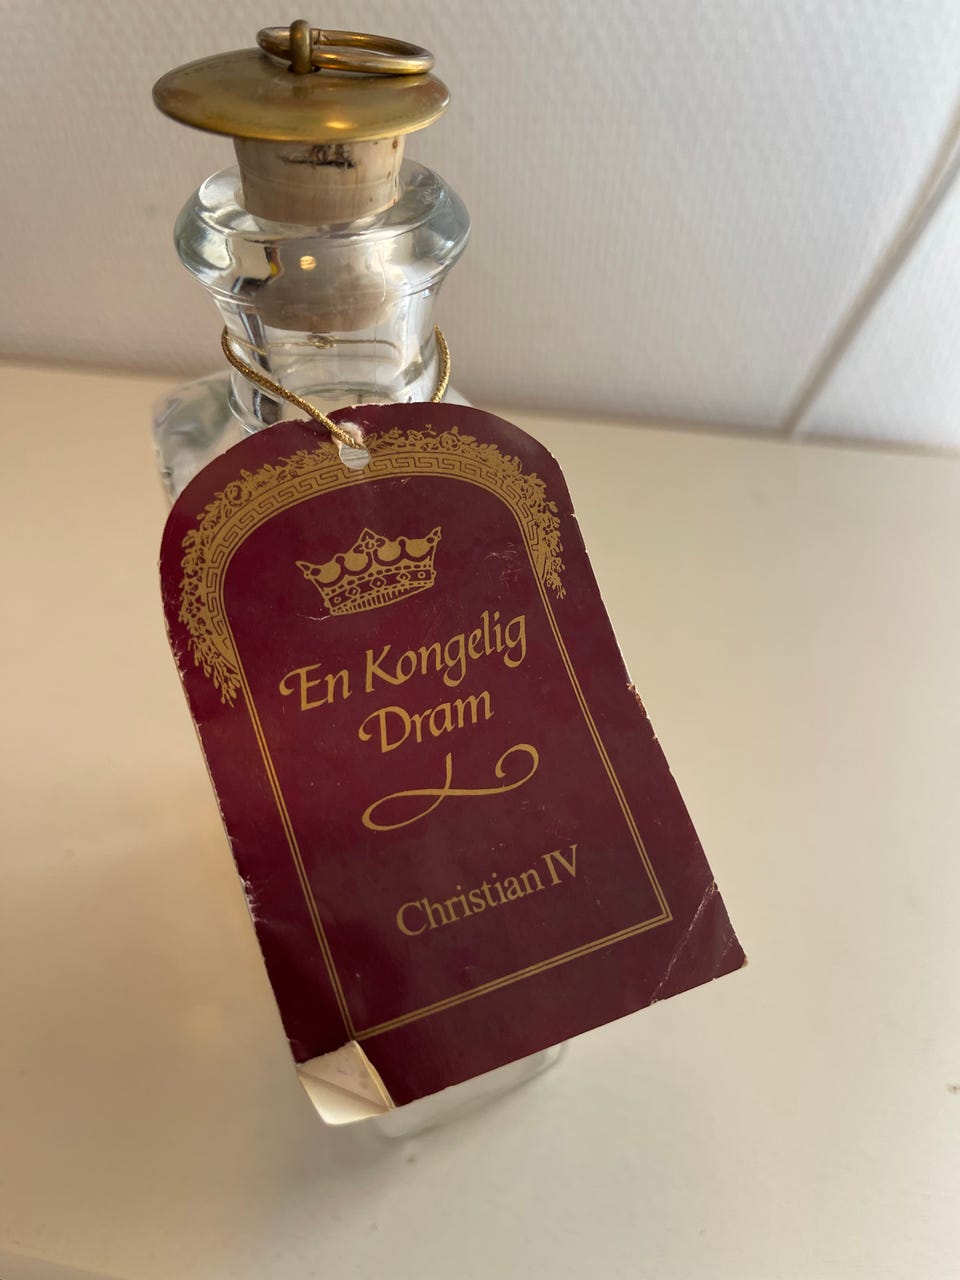 En Kongelig
Dram
Christian IV